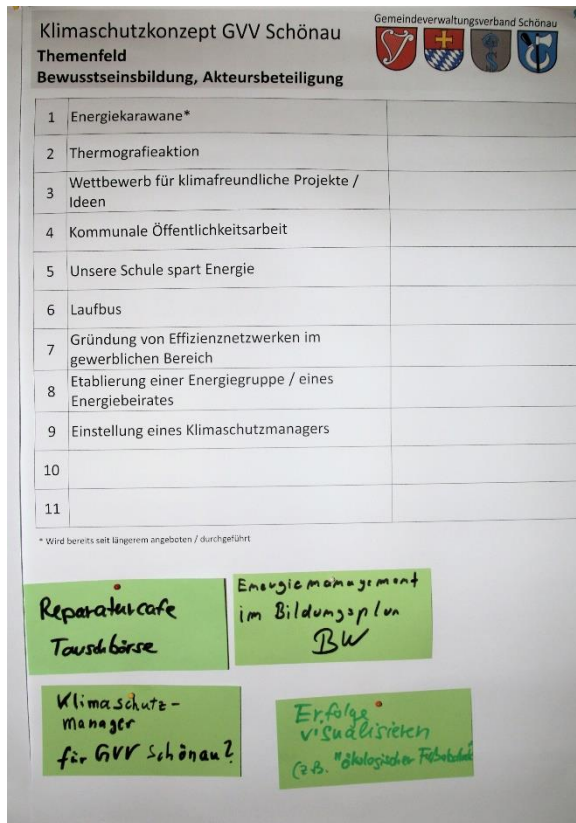 Klimaschutzkonzept GVV Schönau
Gemeindeverwaltungsverband Schönau
Themenfeld
Bewusstseinsbildung, Akteursbeteiligung
1 Energiekarawane*
2 Thermografieaktion
3 Wettbewerb für klimafreundliche Projekte /
Ideen
4 Kommunale Öffentlichkeitsarbeit
5 Unsere Schule spart Energie
6 Laufbus
7 Gründung von Effizienznetzwerken im
gewerblichen Bereich
8 Etablierung einer Energiegruppe / eines
Energiebeirates
9 Einstellung eines Klimaschutzmanagers
10
11
* Wird bereits seit längerem angeboten / durchgeführt
Reparaturcafe
Tauschbörse
Energiemanagement
im Bildungsplan
BW
Klimaschutz-
manager
für GVV Schönau?
Erfolge
visualisieren
(z.B. "ökologischer